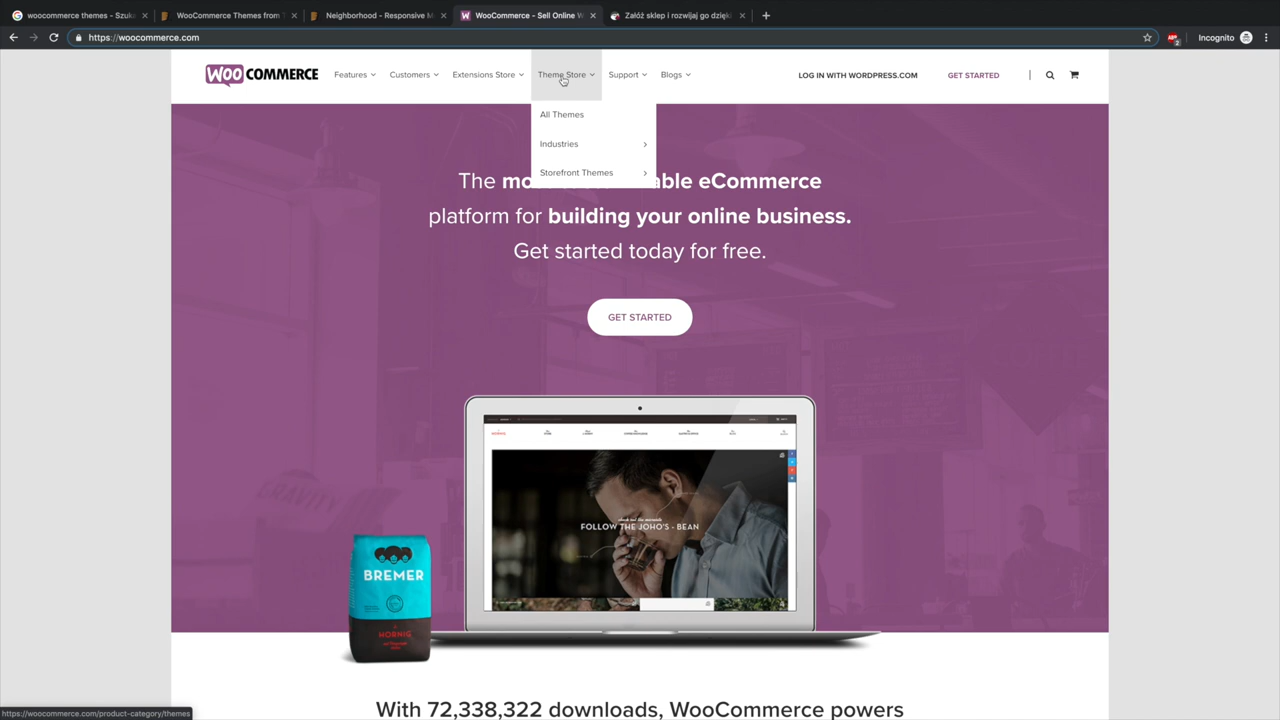 woocommerce themes - Szuk
WooCommerce Themes from T
Neighborhood - Responsive M
WooCommerce - Sell Online W
Załóż sklep i rozwijaj go dzięki
https://woocommerce.com
Incognito
WOOCOMMERCE
Features
Customers
Extensions Store
Theme Store
Support
Blogs
LOG IN WITH WORDPRESS.COM
GET STARTED
All Themes
Industries
Storefront Themes
The mo able eCommerce
platform for building your online business.
Get started today for free.
GET STARTED
FOLLOW THE JOHO'S - BEAN
BREMER
HORNIG
With 72,338,322 downloads, WooCommerce powers
https://woocommerce.com/product-category/themes